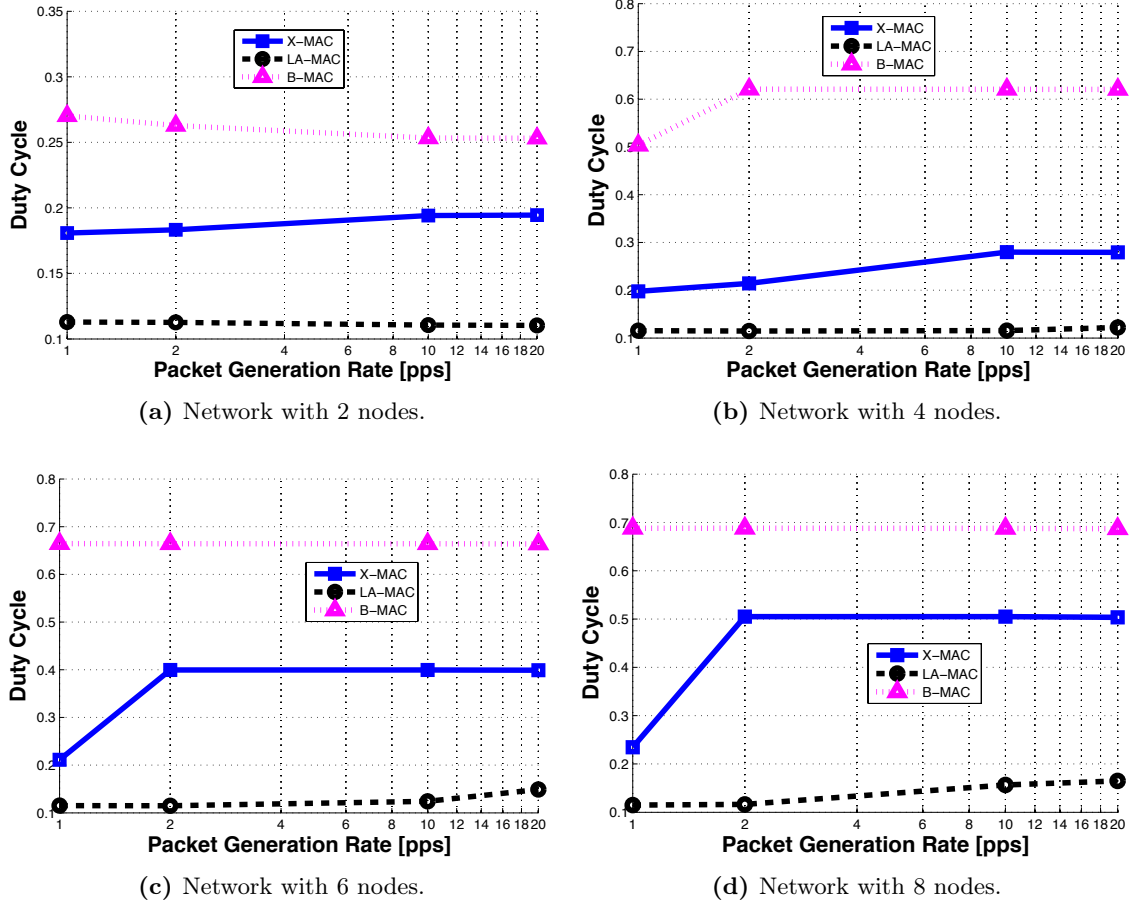 0.35
0.3
0.25
0.2
0.15
0.1
Duty Cycle
X−MAC
LA−MAC
B−MAC
1 2 4 6 8 10 12 14 16 18 20
Packet Generation Rate [pps]
(a) Network with 2 nodes.
0.8
0.7
0.6
0.5
0.4
0.3
0.2
0.1
Duty Cycle
X−MAC
LA−MAC
B−MAC
1 2 4 6 8 10 12 14 16 18 20
Packet Generation Rate [pps]
(b) Network with 4 nodes.
0.8
0.7
0.6
0.5
0.4
0.3
0.2
0.1
Duty Cycle
X−MAC
LA−MAC
B−MAC
1 2 4 6 8 10 12 14 16 18 20
Packet Generation Rate [pps]
(c) Network with 6 nodes.
0.8
0.7
0.6
0.5
0.4
0.3
0.2
0.1
Duty Cycle
X−MAC
LA−MAC
B−MAC
1 2 4 6 8 10 12 14 16 18 20
Packet Generation Rate [pps]
(d) Network with 8 nodes.